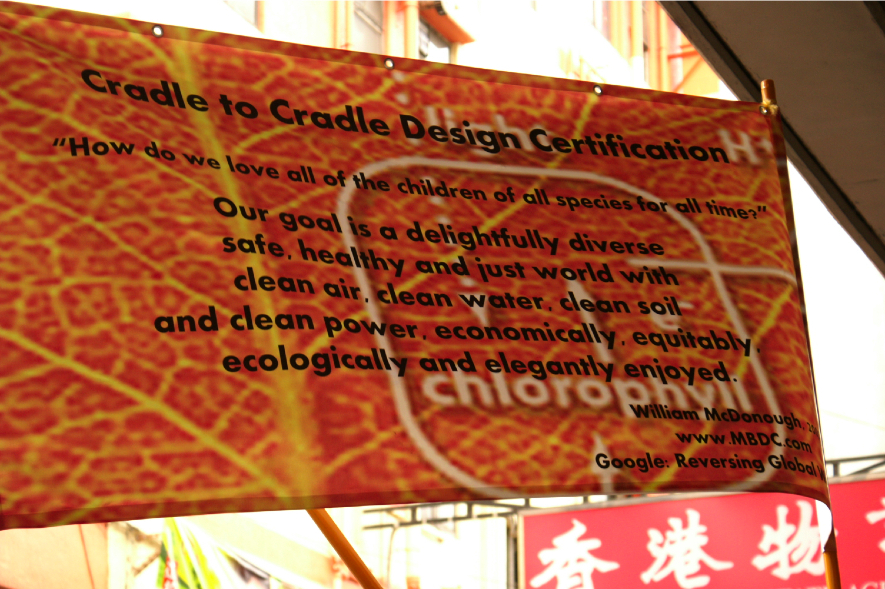 Cradle to Cradle Design Certification
"How do we love all of the children of all species for all time?"
Our goal is a delightfully diverse
safe, healthy and just world with
clean air, clean water, clean soil
and clean power, economically, equitably,
ecologically and elegantly enjoyed.
chlorophyll
William McDonough,
www.MBDC.com
Google: Reversing Global
香港物